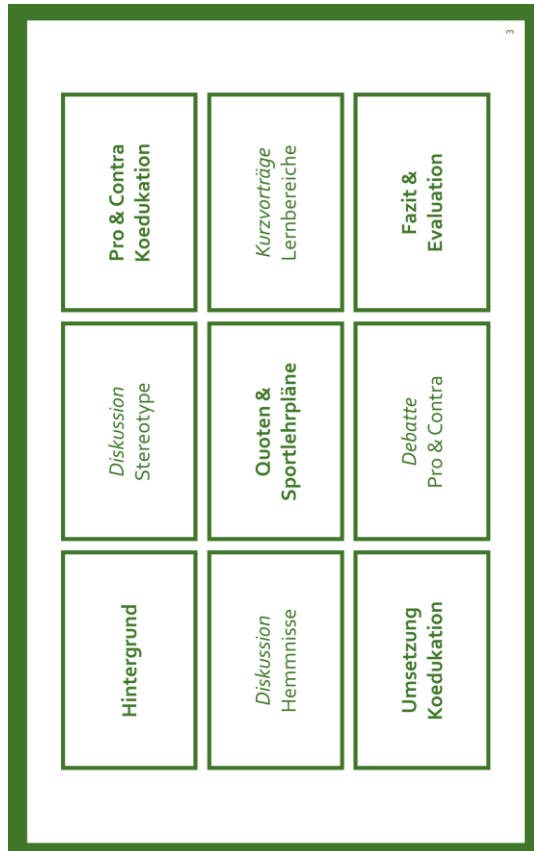 Hintergrund
Diskussion
Stereotype
Pro & Contra
Koedukation
Diskussion
Hemmnisse
Quoten &
Sportlehrpläne
Kurzvorträge
Lernbereiche
Umsetzung
Koedukation
Debatte
Pro & Contra
Fazit &
Evaluation
3